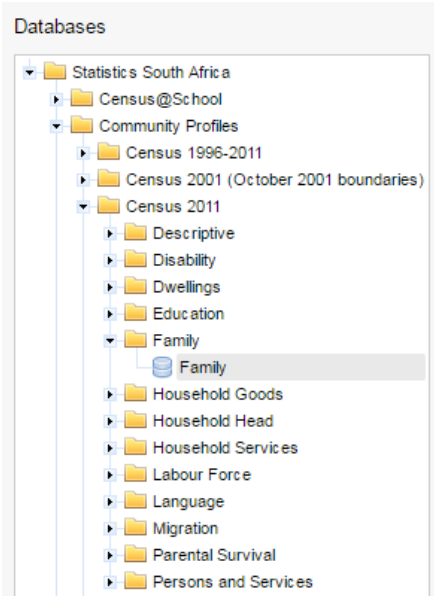 Databases
Statistics South Africa
Census@School
Community Profiles
Census 1996-2011
Census 2001 (October 2001 boundaries)
Census 2011
Descriptive
Disability
Dwellings
Education
Family
Family
Household Goods
Household Head
Household Services
Labour Force
Language
Migration
Parental Survival
Persons and Services